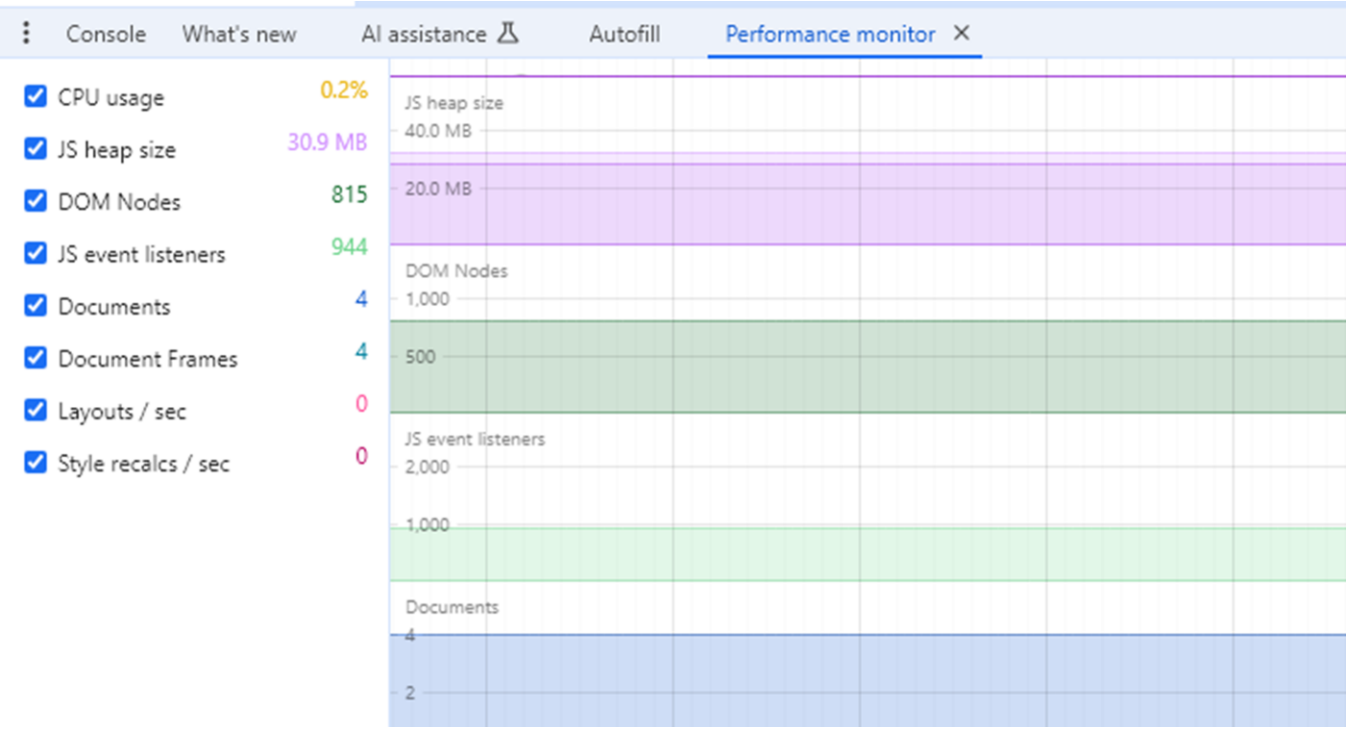 Console What's new AI assistance Autofill Performance monitor
CPU usage 0.2%
JS heap size 30.9 MB
DOM Nodes 815
JS event listeners 944
Documents 4
Document Frames 4
Layouts / sec 0
Style recalcs / sec 0
JS heap size
40.0 MB
20.0 MB
DOM Nodes
1,000
500
JS event listeners
2,000
1,000
Documents
4
2